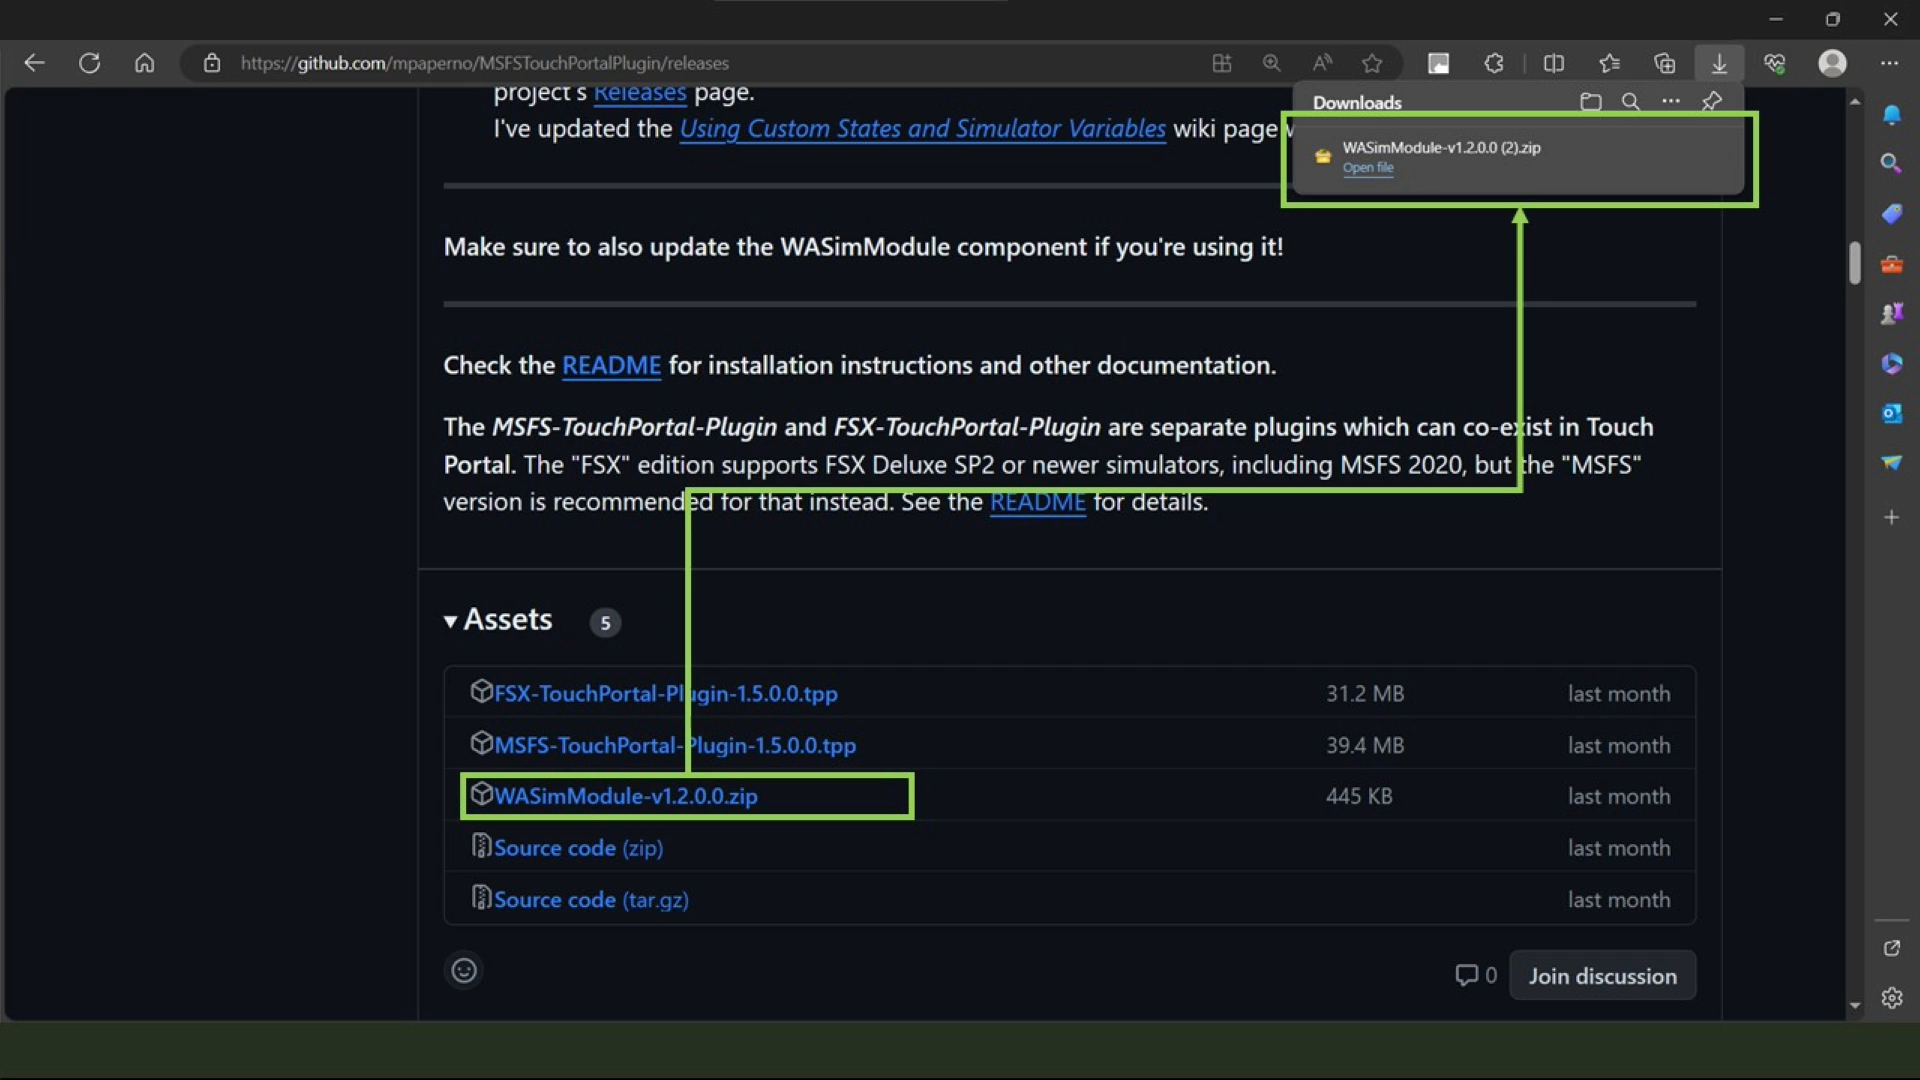 https://github.com/mpaperno/MSFSTouchPortalPlugin/releases
Downloads
WASimModule-v1.2.0.0 (2).zip
Open file
project's Releases page.
I've updated the Using Custom States and Simulator Variables wiki page
Make sure to also update the WASimModule component if you're using it!
Check the README for installation instructions and other documentation.
The MSFS-TouchPortal-Plugin and FSX-TouchPortal-Plugin are separate plugins which can co-exist in Touch
Portal. The "FSX" edition supports FSX Deluxe SP2 or newer simulators, including MSFS 2020, but the "MSFS"
version is recommended for that instead. See the README for details.
Assets 5
FSX-TouchPortal-Plugin-1.5.0.0.tpp 31.2 MB last month
MSFS-TouchPortal-Plugin-1.5.0.0.tpp 39.4 MB last month
WASimModule-v1.2.0.0.zip 445 KB last month
Source code (zip) last month
Source code (tar.gz) last month
0 Join discussion